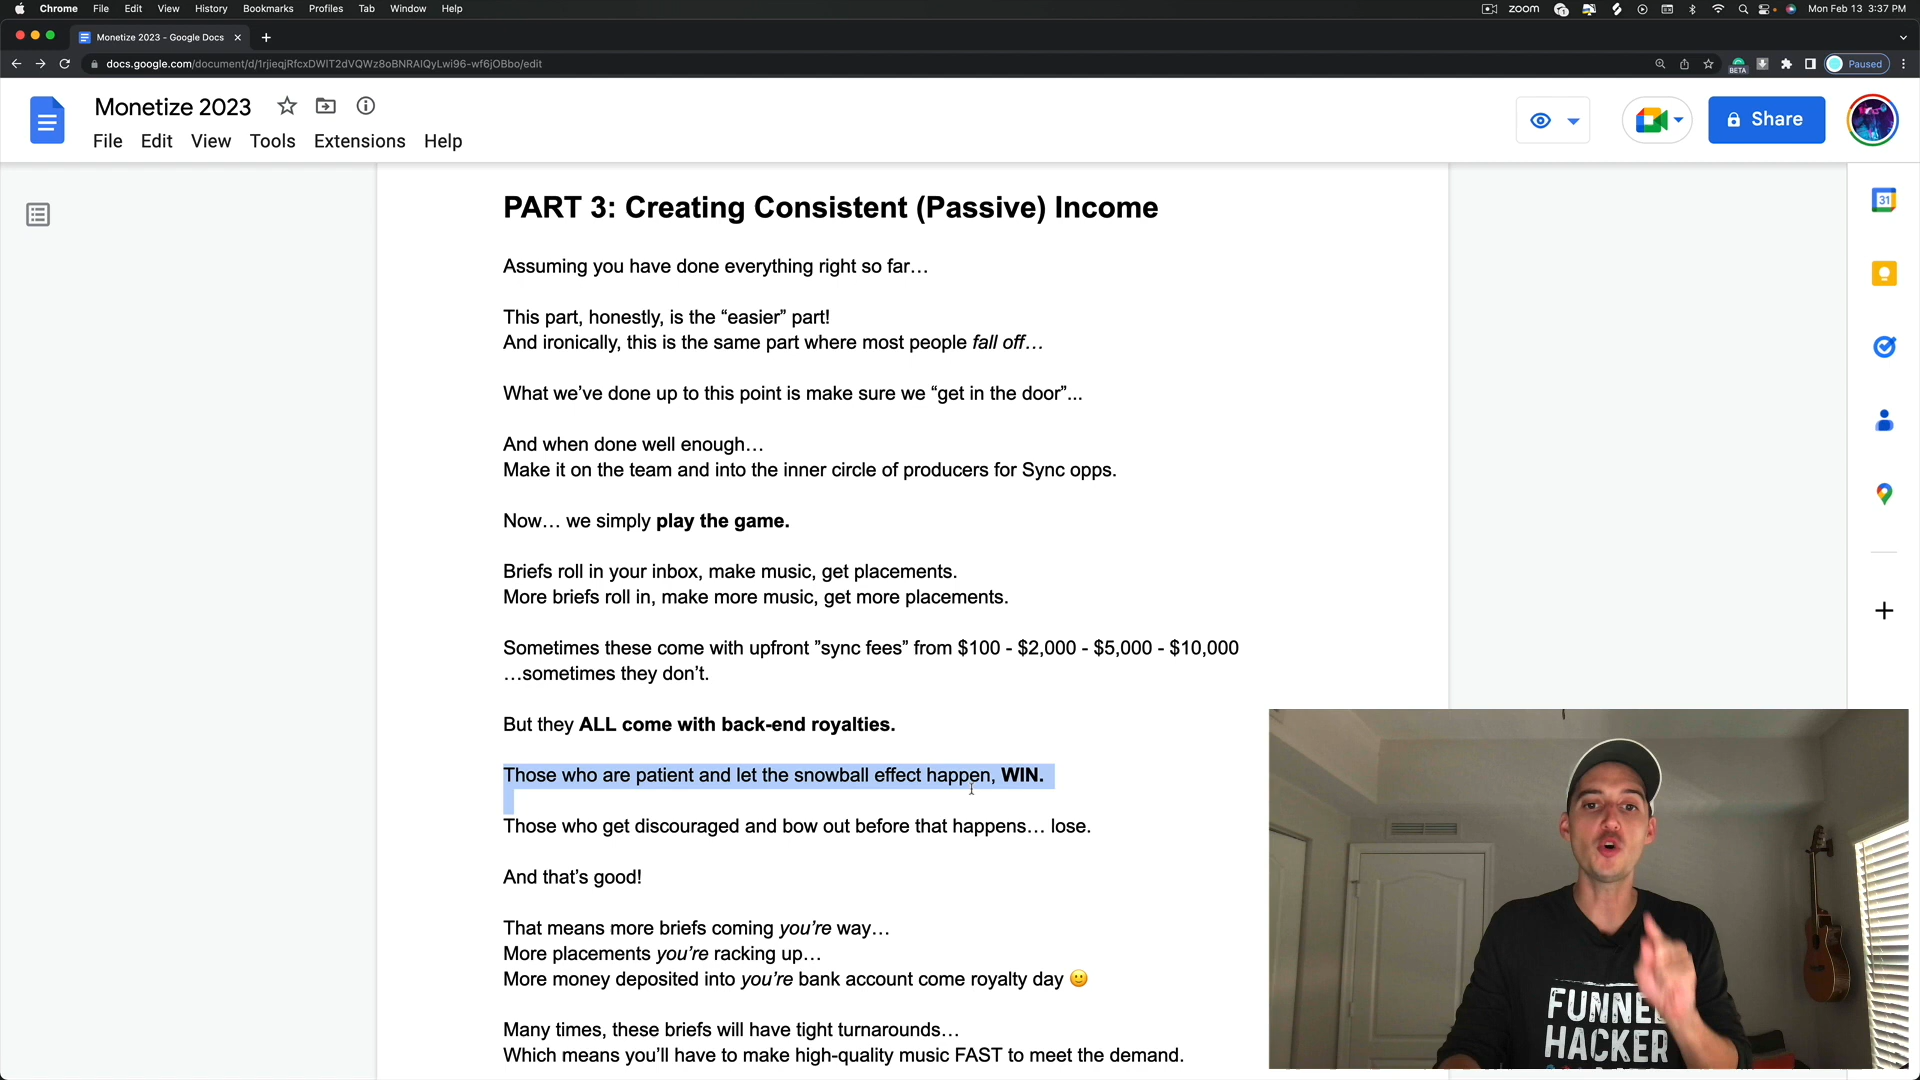 Chrome File Edit View History Bookmarks Profiles Tab Window Help
zoom
Mon Feb 13 3:37 PM
Monetize 2023 - Google Docs
docs.google.com/document/d/1rjieqjRfcxDWIT2dVQWz8oBNRAIQyLwi96-wf6jOBbo/edit
BETA
Paused
Monetize 2023
Share
File Edit View Tools Extensions Help
31
PART 3: Creating Consistent (Passive) Income
Assuming you have done everything right so far…
This part, honestly, is the “easier” part!
And ironically, this is the same part where most people fall off…
What we’ve done up to this point is make sure we “get in the door”...
And when done well enough…
Make it on the team and into the inner circle of producers for Sync opps.
Now… we simply play the game.
Briefs roll in your inbox, make music, get placements.
More briefs roll in, make more music, get more placements.
Sometimes these come with upfront ”sync fees” from $100 - $2,000 - $5,000 - $10,000
…sometimes they don’t.
But they ALL come with back-end royalties.
Those who are patient and let the snowball effect happen, WIN.
Those who get discouraged and bow out before that happens… lose.
And that’s good!
That means more briefs coming you’re way…
More placements you’re racking up…
More money deposited into you’re bank account come royalty day 🙂
Many times, these briefs will have tight turnarounds…
Which means you’ll have to make high-quality music FAST to meet the demand.
FUNNEL
HACKER